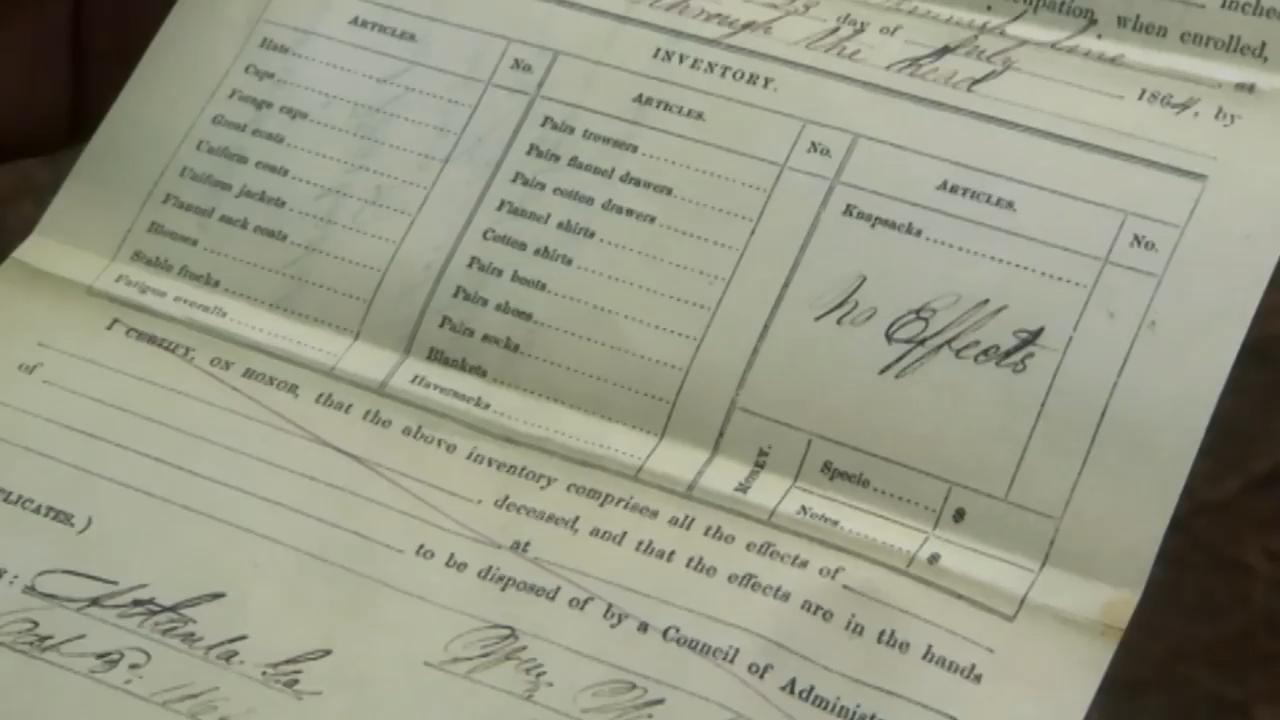 inche
cupation, when enrolled,
23 day of July 1864, by
through the head
INVENTORY.
ARTICLES. No. ARTICLES. No. ARTICLES. No.
Hats
Caps
Forage caps
Great coats
Uniform coats
Uniform jackets
Flannel sack coats
Blouses
Stable frocks
Fatigue overalls
Pairs trowsers
Pairs flannel drawers
Pairs cotton drawers
Flannel shirts
Cotton shirts
Pairs boots
Pairs shoes
Pairs socks
Blankets
Haversacks
Knapsacks
no Effects
MONEY.
Specie $
Notes $
I CERTIFY, ON HONOR, that the above inventory comprises all the effects of
of , deceased, and that the effects are in the hands
at to be disposed of by a Council of Administ
PLICATES.)
Atlanta Ga